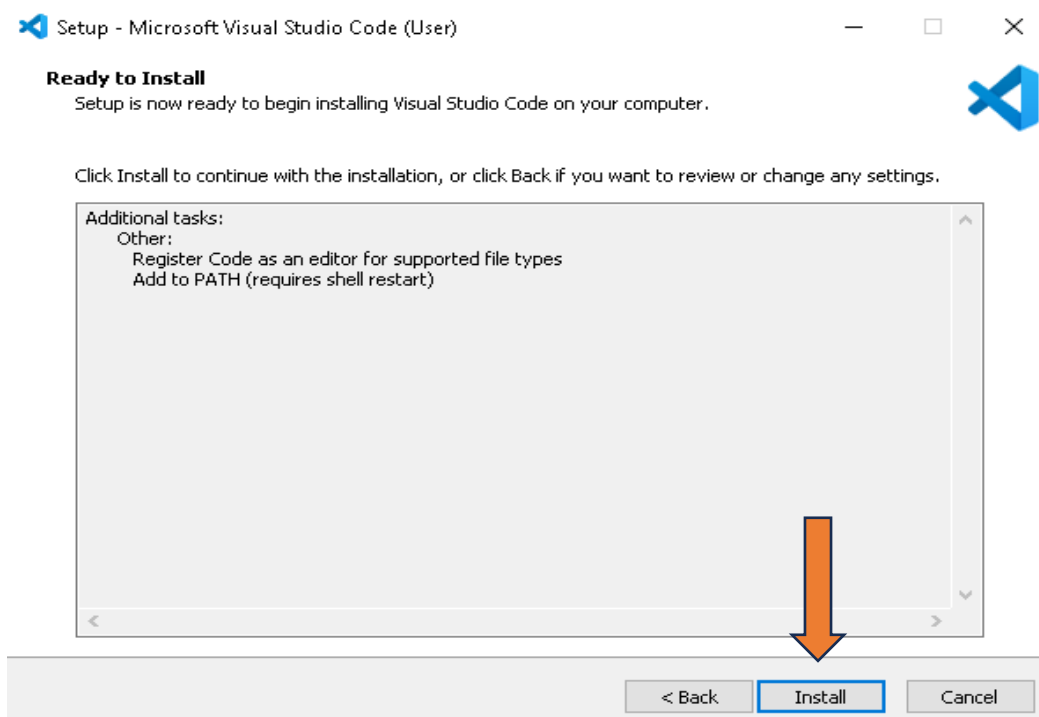 Setup - Microsoft Visual Studio Code (User)
Ready to Install
Setup is now ready to begin installing Visual Studio Code on your computer.
Click Install to continue with the installation, or click Back if you want to review or change any settings.
Additional tasks:
Other:
Register Code as an editor for supported file types
Add to PATH (requires shell restart)
< Back
Install
Cancel